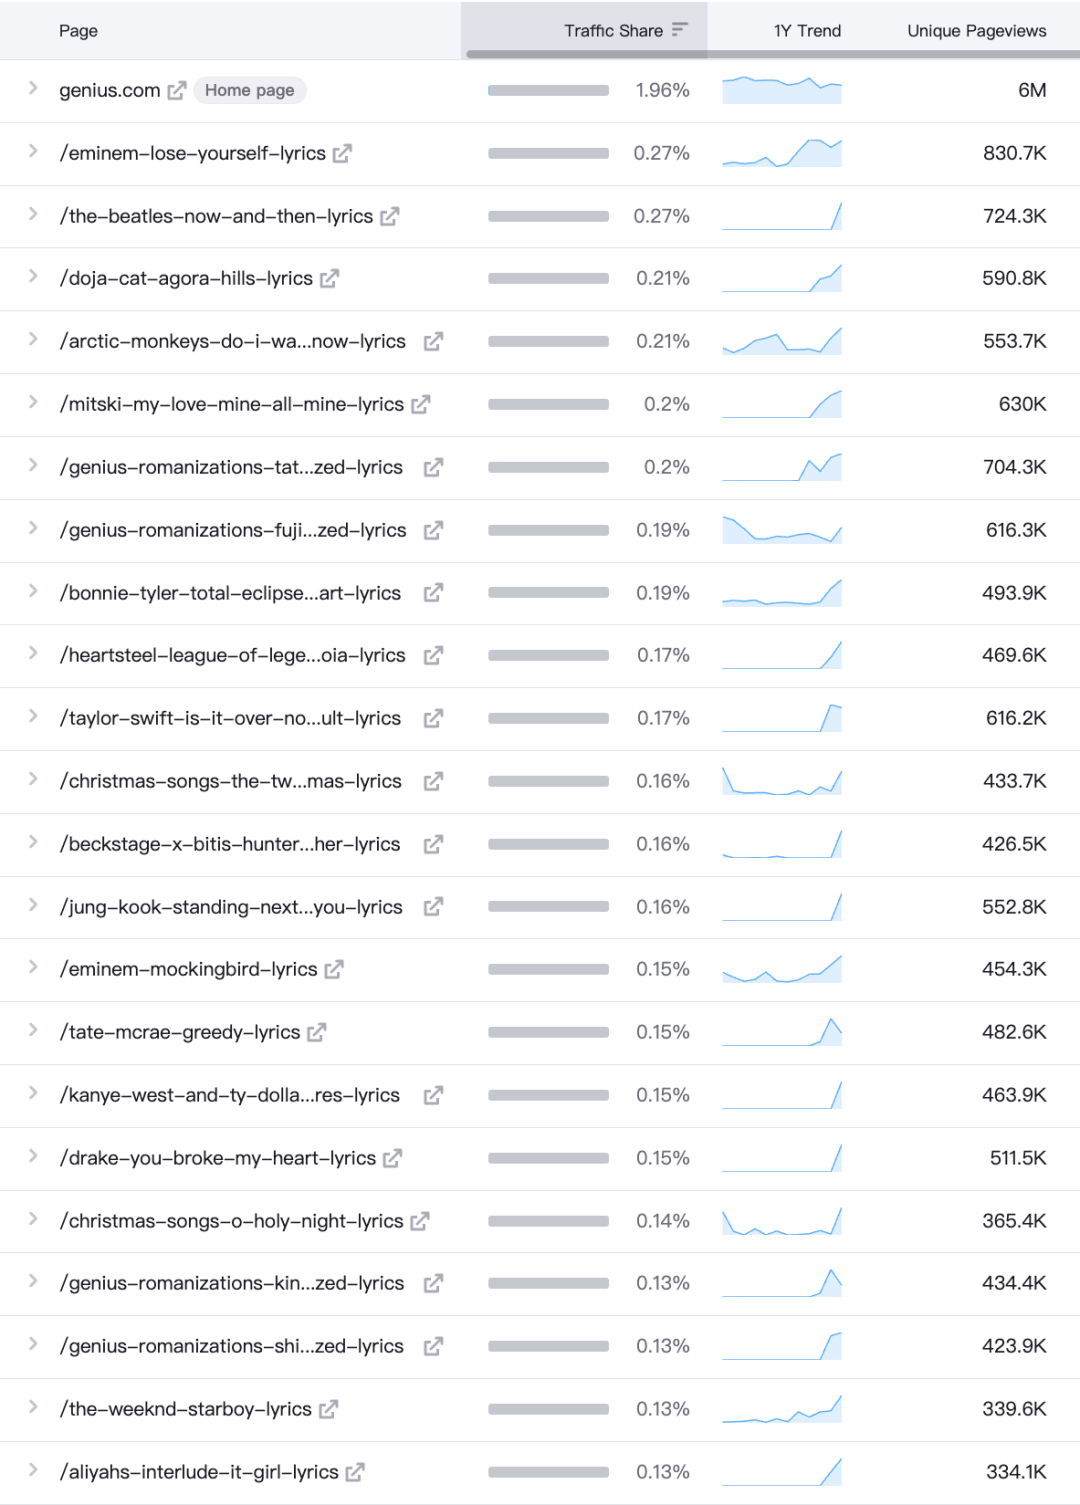 Page Traffic Share 1Y Trend Unique Pageviews
genius.com Home page 1.96% 6M
/eminem-lose-yourself-lyrics 0.27% 830.7K
/the-beatles-now-and-then-lyrics 0.27% 724.3K
/doja-cat-agora-hills-lyrics 0.21% 590.8K
/arctic-monkeys-do-i-wa...now-lyrics 0.21% 553.7K
/mitski-my-love-mine-all-mine-lyrics 0.2% 630K
/genius-romanizations-tat...zed-lyrics 0.2% 704.3K
/genius-romanizations-fuji...zed-lyrics 0.19% 616.3K
/bonnie-tyler-total-eclipse...art-lyrics 0.19% 493.9K
/heartsteel-league-of-lege...oia-lyrics 0.17% 469.6K
/taylor-swift-is-it-over-no...ult-lyrics 0.17% 616.2K
/christmas-songs-the-tw...mas-lyrics 0.16% 433.7K
/beckstage-x-bitis-hunter...her-lyrics 0.16% 426.5K
/jung-kook-standing-next...you-lyrics 0.16% 552.8K
/eminem-mockingbird-lyrics 0.15% 454.3K
/tate-mcrae-greedy-lyrics 0.15% 482.6K
/kanye-west-and-ty-dolla...res-lyrics 0.15% 463.9K
/drake-you-broke-my-heart-lyrics 0.15% 511.5K
/christmas-songs-o-holy-night-lyrics 0.14% 365.4K
/genius-romanizations-kin...zed-lyrics 0.13% 434.4K
/genius-romanizations-shi...zed-lyrics 0.13% 423.9K
/the-weeknd-starboy-lyrics 0.13% 339.6K
/aliyahs-interlude-it-girl-lyrics 0.13% 334.1K